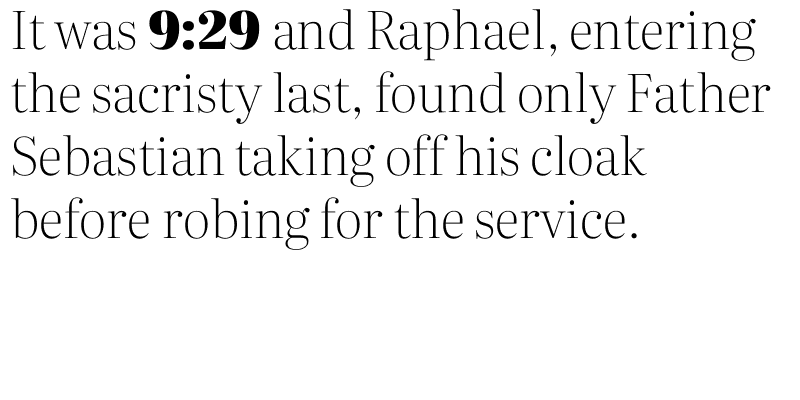 It was 9:29 and Raphael, entering
the sacristy last, found only Father
Sebastian taking off his cloak
before robing for the service.